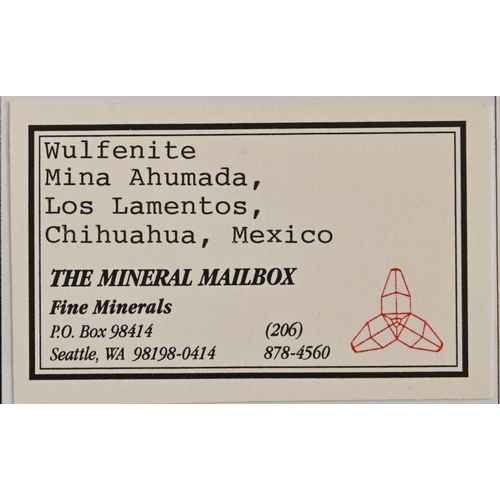 Wulfenite
Mina Ahumada,
Los Lamentos,
Chihuahua, Mexico
THE MINERAL MAILBOX
Fine Minerals
P.O. Box 98414 (206)
Seattle, WA 98198-0414 878-4560